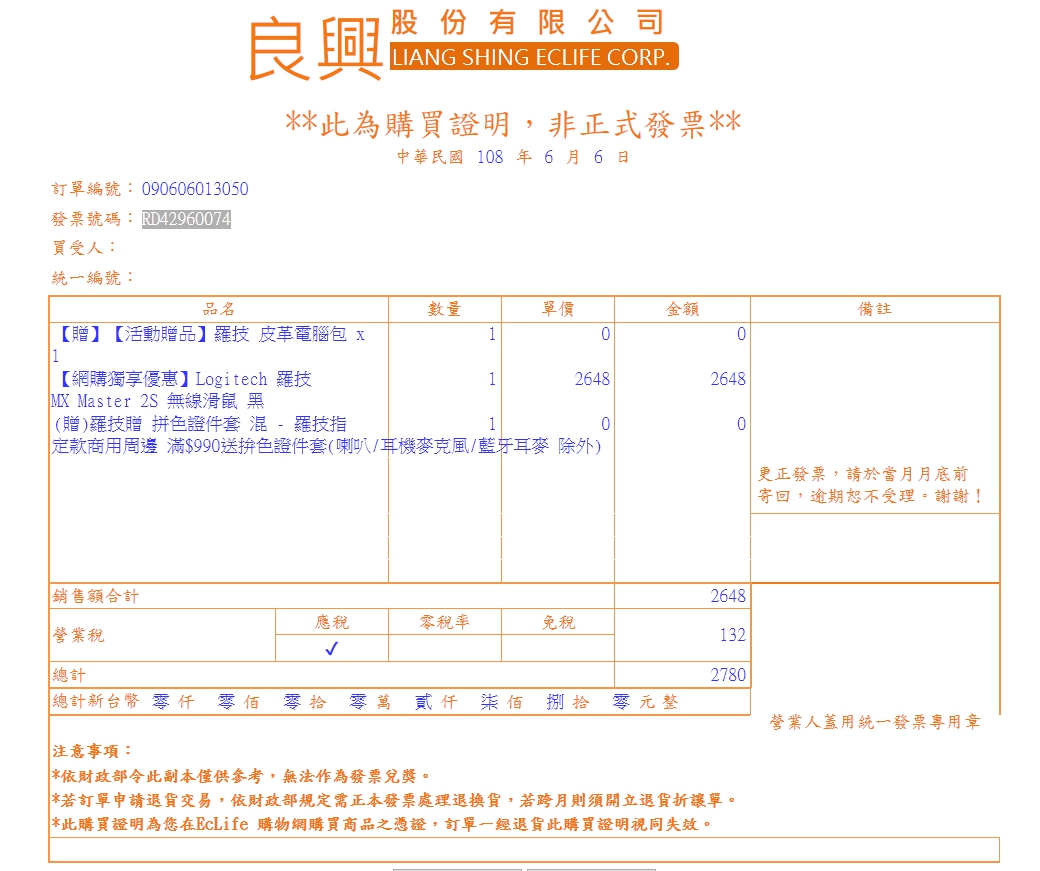 良興 股份有限公司
LIANG SHING ECLIFE CORP.
**此為購買證明，非正式發票**
中華民國 108 年 6 月 6 日
訂單編號：090606013050
發票號碼：RD42960074
買受人：
統一編號：
品名 數量 單價 金額 備註
【贈】【活動贈品】羅技 皮革電腦包 x 1 0 0
1
【網購獨享優惠】Logitech 羅技 1 2648 2648
MX Master 2S 無線滑鼠 黑
(贈)羅技贈 拼色證件套 混 - 羅技指 1 0 0
定款商用周邊 滿$990送拚色證件套(喇叭/耳機麥克風/藍牙耳麥 除外)
更正發票，請於當月月底前
寄回，逾期恕不受理。謝謝！
銷售額合計 2648
營業稅 應稅 零稅率 免稅 132
✓
總計 2780
總計新台幣 零仟 零佰 零拾 零萬 貳仟 柒佰 捌拾 零元整
營業人蓋用統一發票專用章
注意事項：
*依財政部令此副本僅供參考，無法作為發票兌獎。
*若訂單申請退貨交易，依財政部規定需正本發票處理退換貨，若跨月則須開立退貨折讓單。
*此購買證明為您在EcLife 購物網購買商品之憑證，訂單一經退貨此購買證明視同失效。